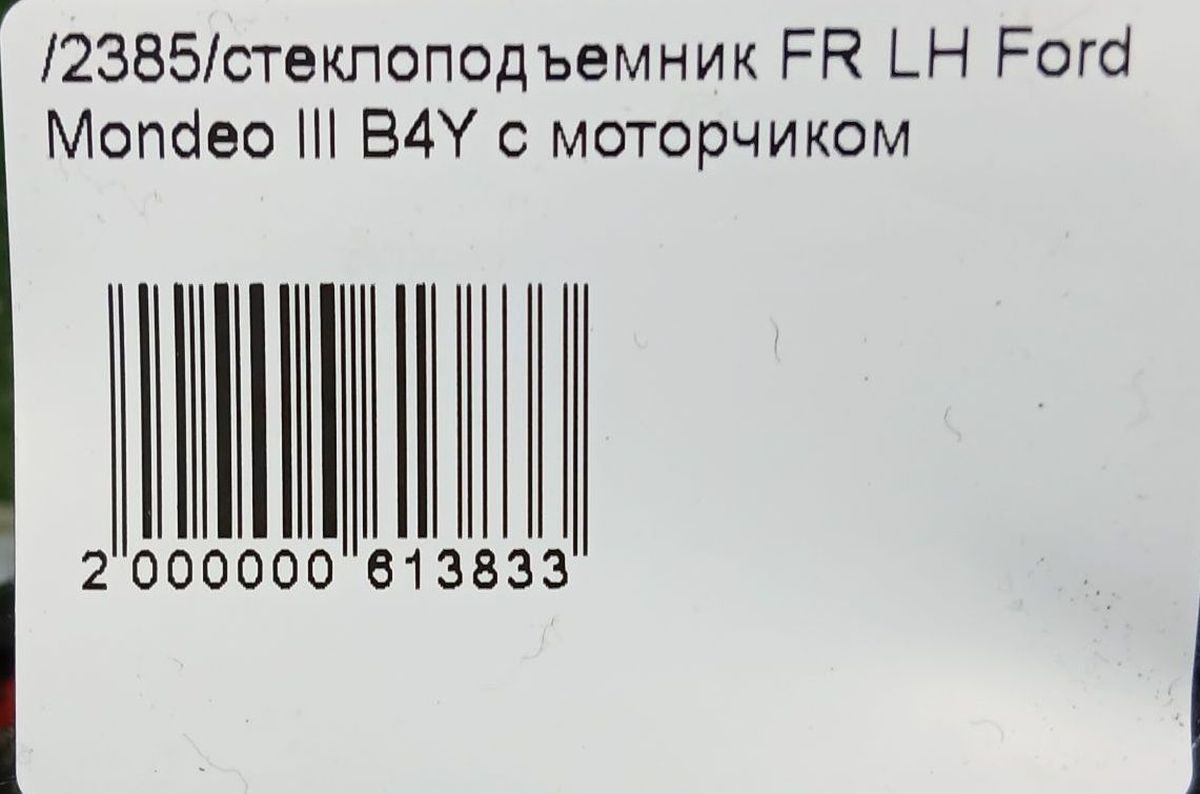 /2385/стеклоподъемник FR LH Ford
Mondeo III B4Y с моторчиком
2 000000 613833